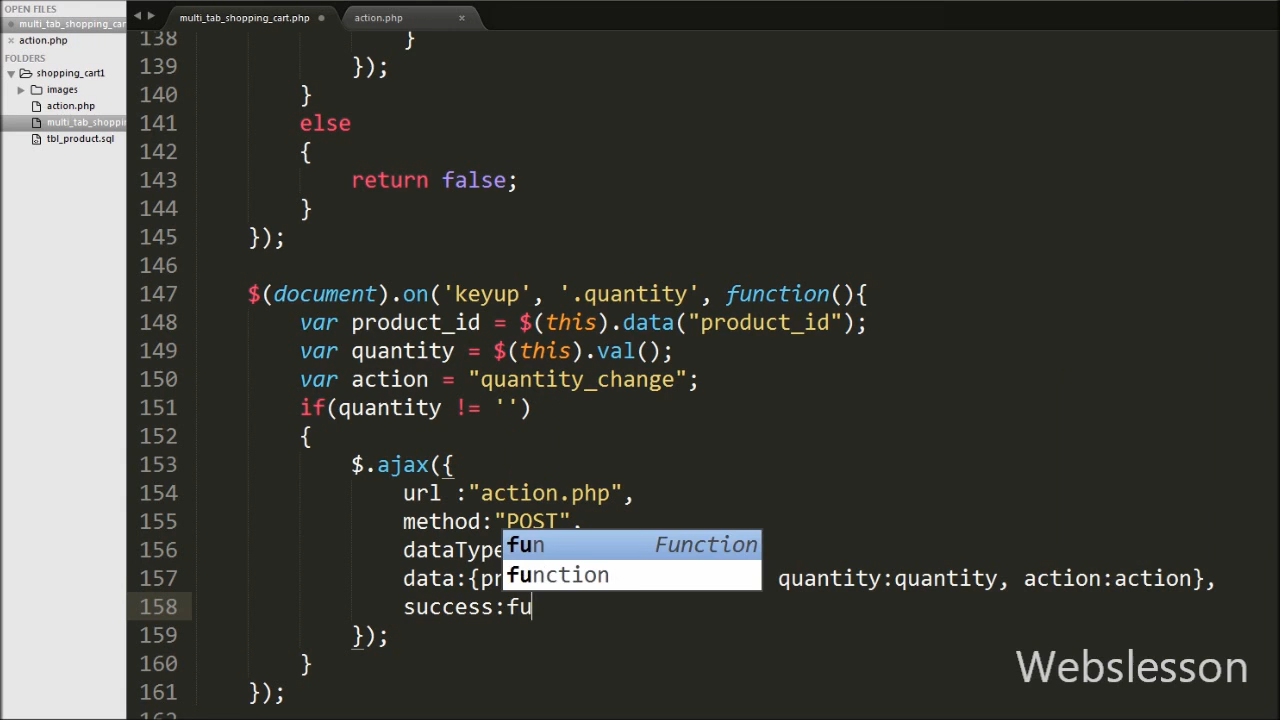 OPEN FILES
multi_tab_shopping_car
action.php
FOLDERS
shopping_cart1
images
action.php
multi_tab_shoppi
tbl_product.sql
multi_tab_shopping_cart.php
action.php
138 }
139 });
140 }
141 else
142 {
143 return false;
144 }
145 });
146
147 $(document).on('keyup', '.quantity', function(){
148 var product_id = $(this).data("product_id");
149 var quantity = $(this).val();
150 var action = "quantity_change";
151 if(quantity != '')
152 {
153 $.ajax({
154 url :"action.php",
155 method:"POST",
156 dataType
fun Function
157 data:{pr quantity:quantity, action:action},
function
158 success:fu
159 });
160 }
161 });
162
Webslesson